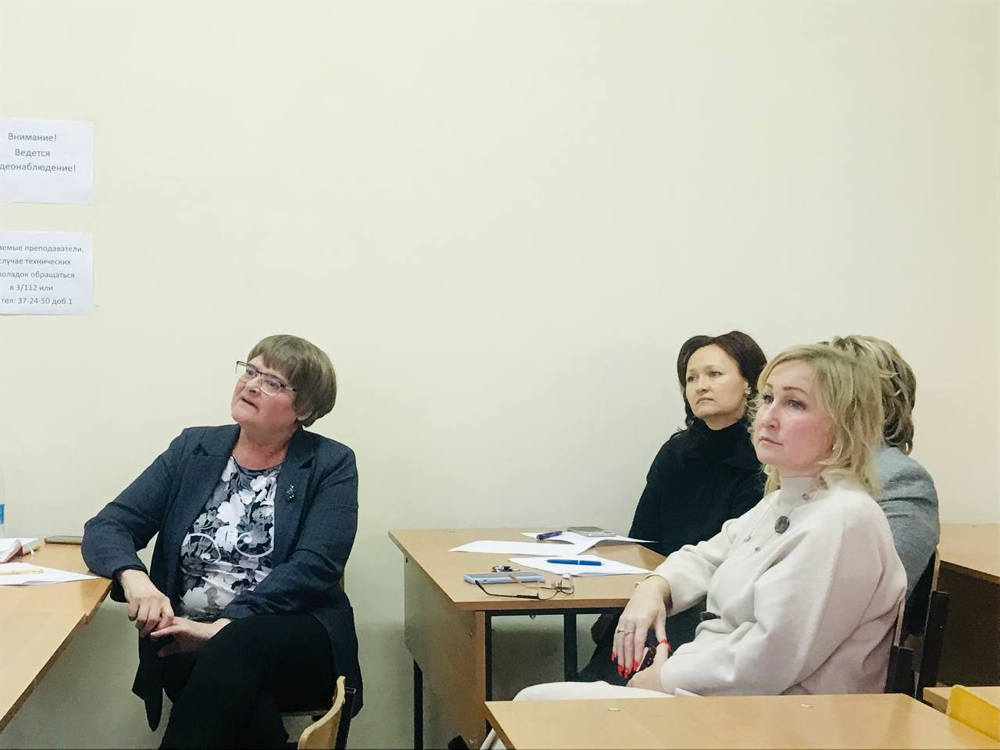 Внимание!
Ведется
деонаблюдение!
аемые преподаватели,
случае технических
поладок обращаться
в 3/112 или
тел: 37-24-50 доб.1